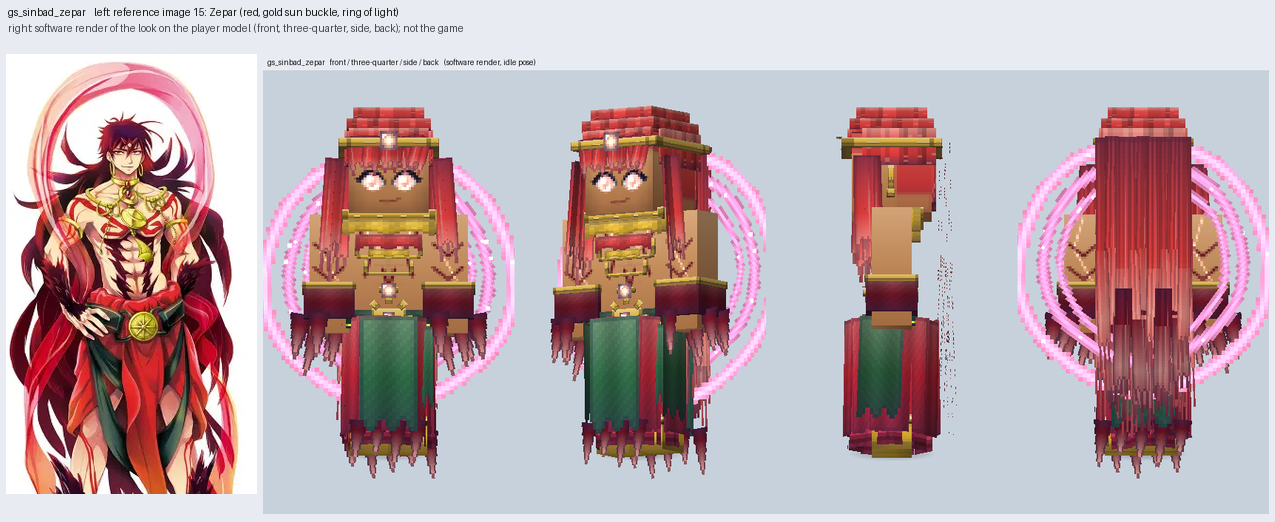 gs_sinbad_zepar left: reference image 15: Zepar (red, gold sun buckle, ring of light)
right: software render of the look on the player model (front, three-quarter, side, back); not the game
gs_sinbad_zepar front / three-quarter / side / back (software render, idle pose)